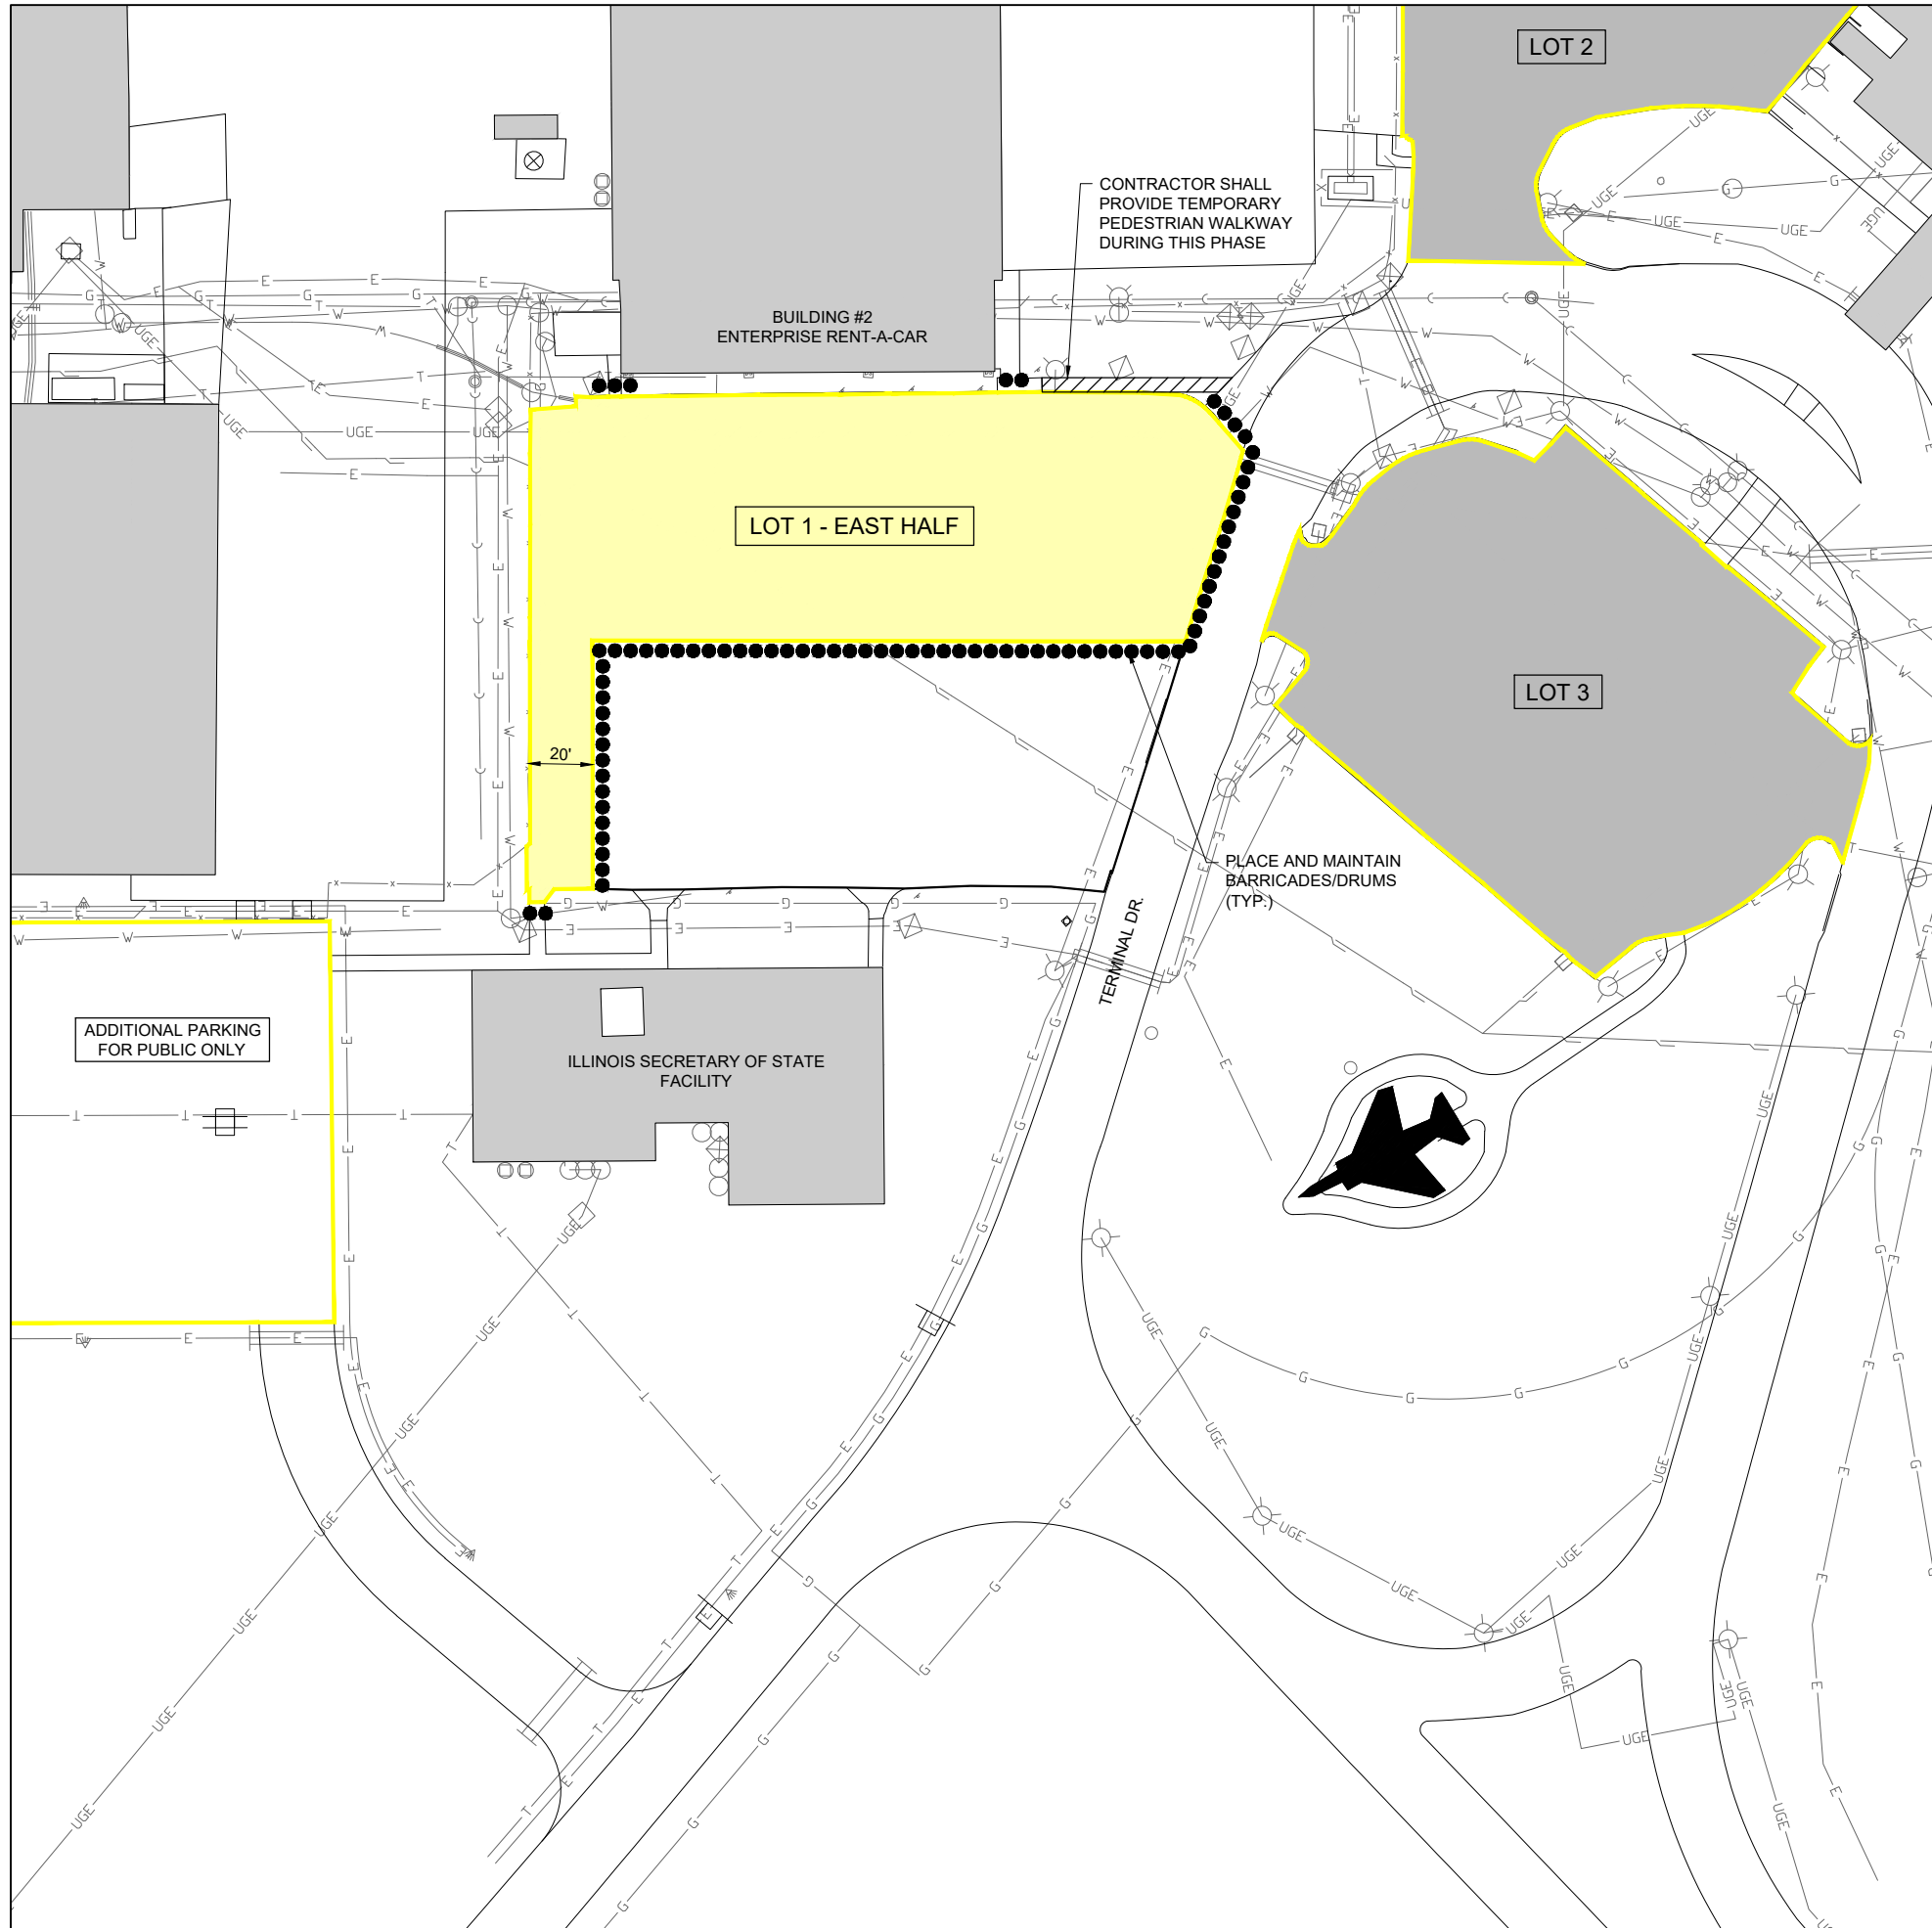 LOT 2
CONTRACTOR SHALL
PROVIDE TEMPORARY
PEDESTRIAN WALKWAY
DURING THIS PHASE
BUILDING #2
ENTERPRISE RENT-A-CAR
LOT 1 - EAST HALF
LOT 3
20'
PLACE AND MAINTAIN
BARRICADES/DRUMS
(TYP.)
TERMINAL DR.
ADDITIONAL PARKING
FOR PUBLIC ONLY
ILLINOIS SECRETARY OF STATE
FACILITY